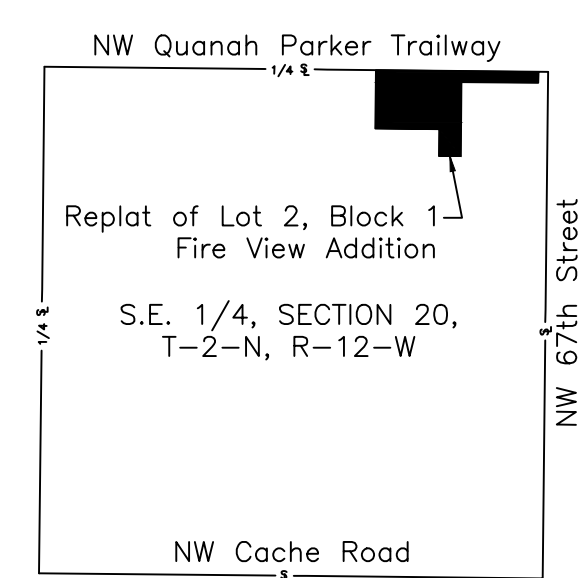 NW Quanah Parker Trailway
1/4 S
Replat of Lot 2, Block 1
Fire View Addition
NW 67th Street
S.E. 1/4, SECTION 20,
T-2-N, R-12-W
1/4 S
S
NW Cache Road
S